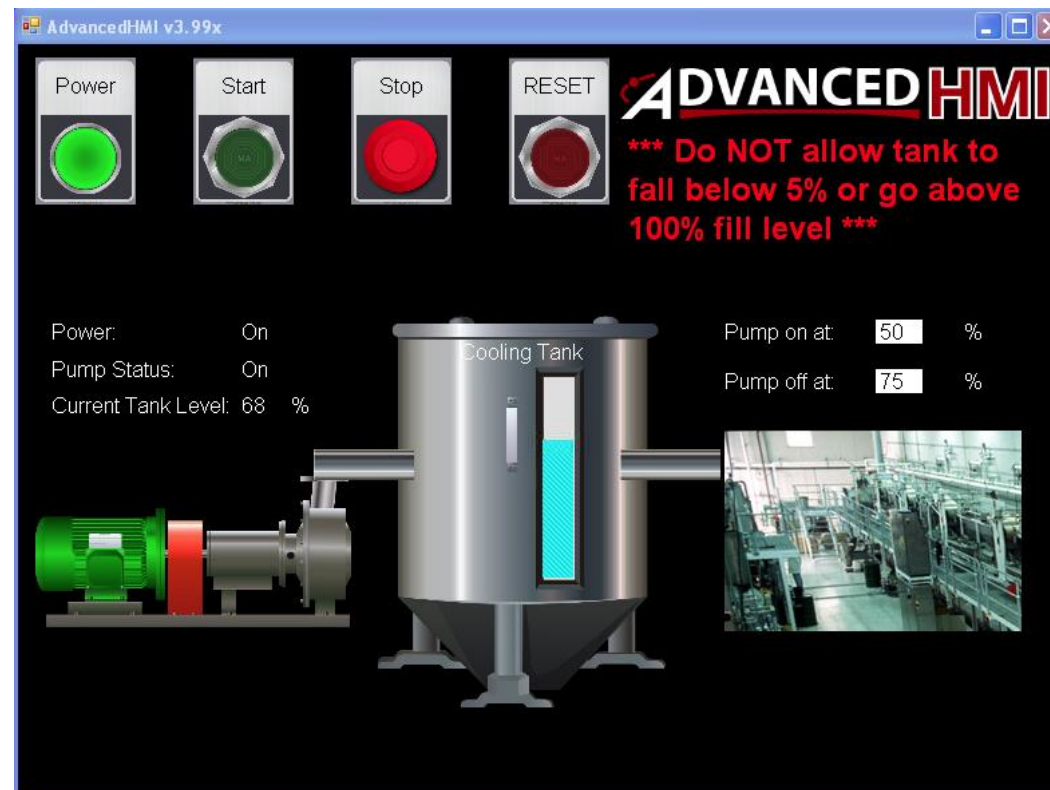 AdvancedHMI v3.99x
Power
Start
Stop
RESET
ADVANCEDHMI
*** Do NOT allow tank to
fall below 5% or go above
100% fill level ***
Power: On
Pump Status: On
Current Tank Level: 68 %
Cooling Tank
Pump on at: 50 %
Pump off at: 75 %